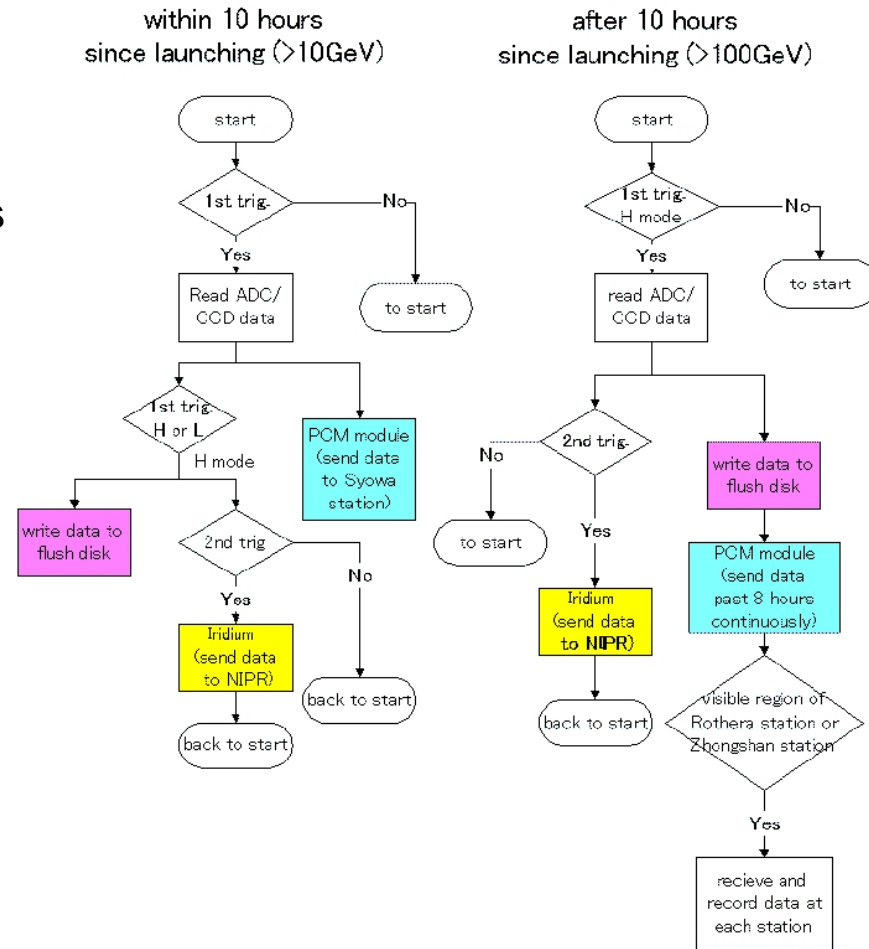 within 10 hours
since launching (>10GeV)
start
1st trig.
No
Yes
Read ADC/
CCD data
to start
1st trig.
H or L
H mode
PCM module
(send data
to Syowa
station)
write data to
flush disk
2nd trig
No
Yes
Iridium
(send data
to NIPR)
back to start
back to start
after 10 hours
since launching (>100GeV)
start
1st trig.
H mode
No
Yes
to start
read ADC/
CCD data
2nd trig.
No
write data to
flush disk
to start
Yes
PCM module
(send data
past 8 hours
continuously)
Iridium
(send data
to NIPR)
back to start
visible region of
Rothera station or
Zhongshan station
Yes
recieve and
record data at
each station
s